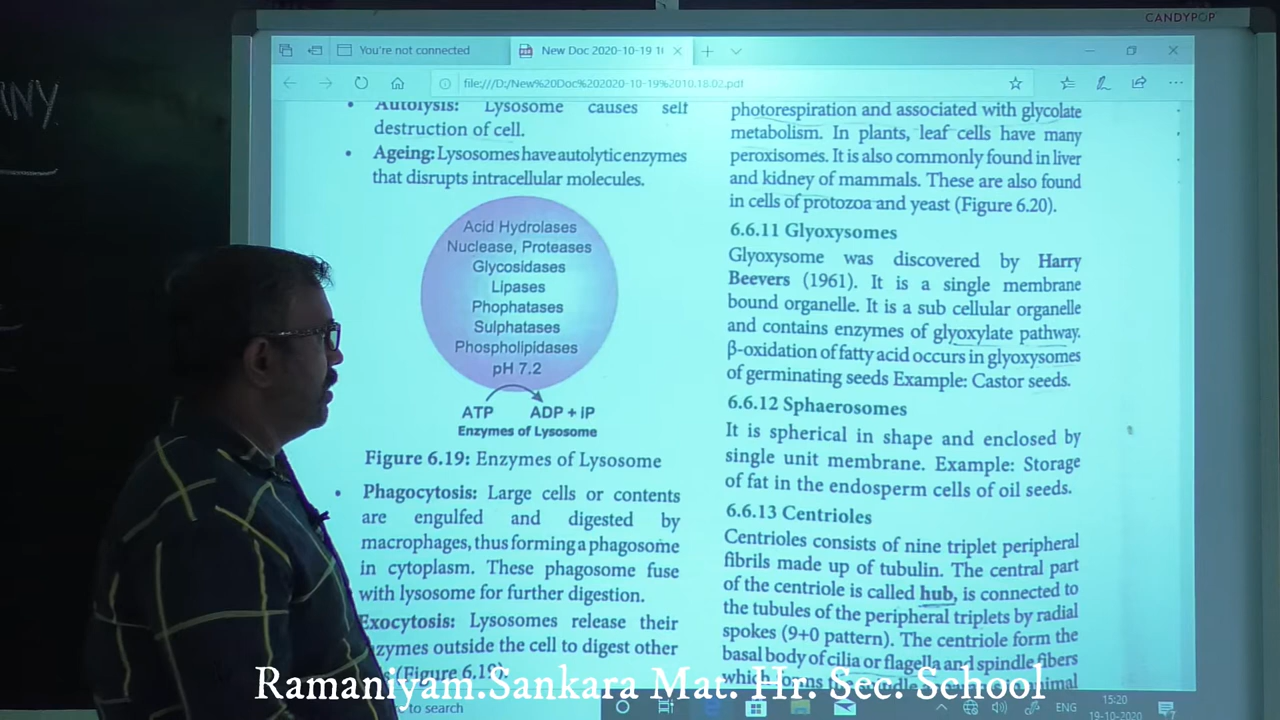 CANDYPOP
You're not connected
New Doc 2020-10-19 1
file:///D:/New%20Doc%202020-10-19%2010.18.02.pdf
Autolysis: Lysosome causes self
destruction of cell.
Ageing: Lysosomes have autolytic enzymes
that disrupts intracellular molecules.
Acid Hydrolases
Nuclease, Proteases
Glycosidases
Lipases
Phophatases
Sulphatases
Phospholipidases
pH 7.2
ATP ADP + iP
Enzymes of Lysosome
Figure 6.19: Enzymes of Lysosome
Phagocytosis: Large cells or contents
are engulfed and digested by
macrophages, thus forming a phagosome
in cytoplasm. These phagosome fuse
with lysosome for further digestion.
Exocytosis: Lysosomes release their
enzymes outside the cell to digest other
(Figure 6.19).
photorespiration and associated with glycolate
metabolism. In plants, leaf cells have many
peroxisomes. It is also commonly found in liver
and kidney of mammals. These are also found
in cells of protozoa and yeast (Figure 6.20).
6.6.11 Glyoxysomes
Glyoxysome was discovered by Harry
Beevers (1961). It is a single membrane
bound organelle. It is a sub cellular organelle
and contains enzymes of glyoxylate pathway.
β-oxidation of fatty acid occurs in glyoxysomes
of germinating seeds Example: Castor seeds.
6.6.12 Sphaerosomes
It is spherical in shape and enclosed by
single unit membrane. Example: Storage
of fat in the endosperm cells of oil seeds.
6.6.13 Centrioles
Centrioles consists of nine triplet peripheral
fibrils made up of tubulin. The central part
of the centriole is called hub, is connected to
the tubules of the peripheral triplets by radial
spokes (9+0 pattern). The centriole form the
basal body of cilia or flagella and spindle fibers
which forms
Ramaniyam.Sankara Mat. Hr. Sec. School
to search
ENG
15:20
19-10-2020